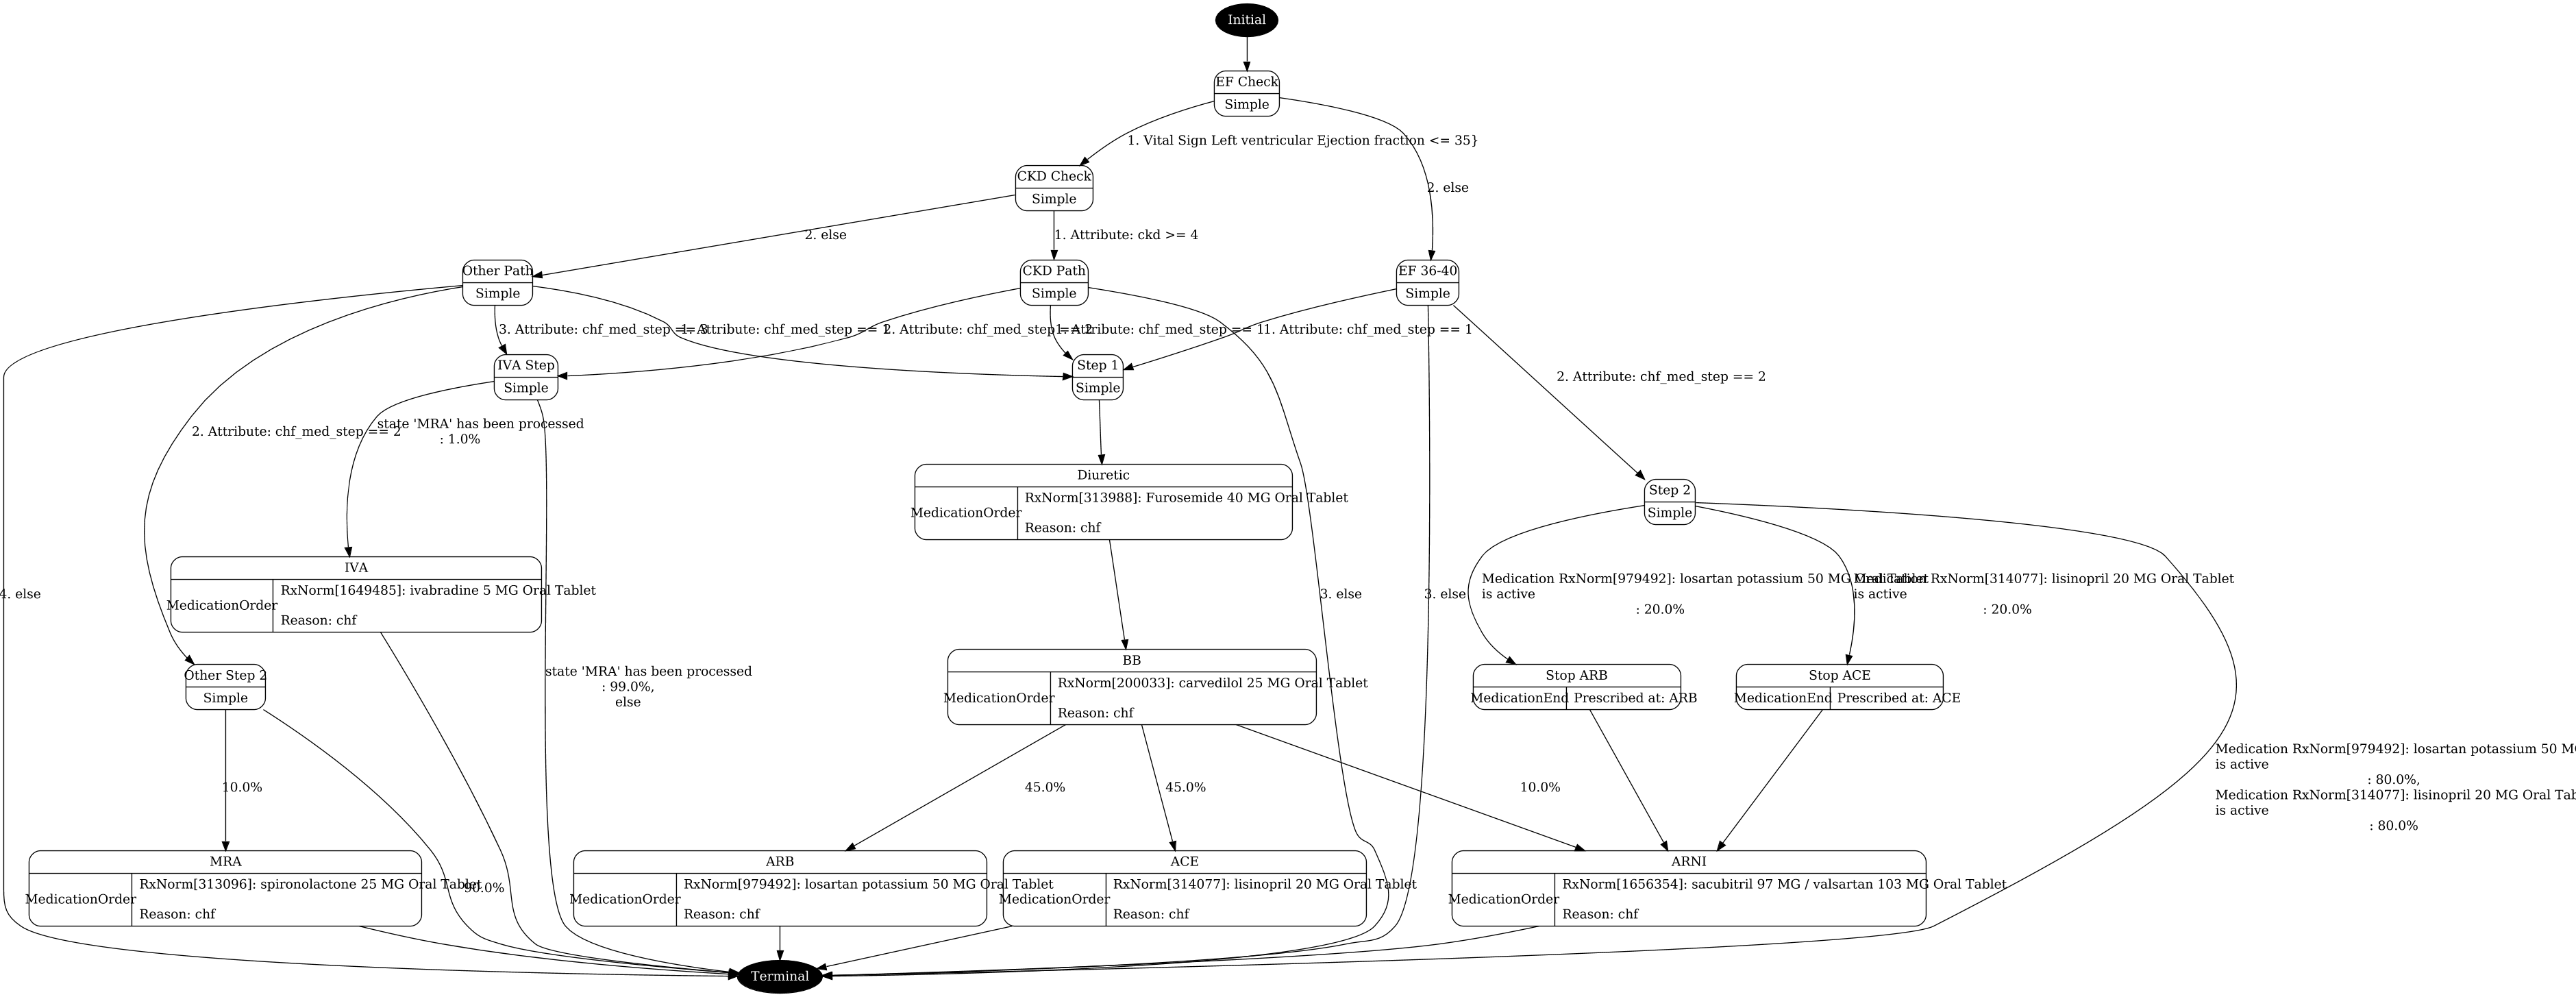 Initial
EF Check
Simple
1. Vital Sign Left ventricular Ejection fraction <= 35}
2. else
CKD Check
Simple
2. else
1. Attribute: ckd >= 4
Other Path
Simple
CKD Path
Simple
EF 36-40
Simple
3. Attribute: chf_med_step == 3
1. Attribute: chf_med_step == 1
2. Attribute: chf_med_step == 2
1. Attribute: chf_med_step == 1
1. Attribute: chf_med_step == 1
IVA Step
Simple
Step 1
Simple
2. Attribute: chf_med_step == 2
2. Attribute: chf_med_step == 2
state 'MRA' has been processed
: 1.0%
Diuretic
MedicationOrder
RxNorm[313988]: Furosemide 40 MG Oral Tablet
Reason: chf
Step 2
Simple
4. else
IVA
MedicationOrder
RxNorm[1649485]: ivabradine 5 MG Oral Tablet
Reason: chf
3. else
3. else
Medication RxNorm[979492]: losartan potassium 50 MG Oral Tablet
is active
: 20.0%
Medication RxNorm[314077]: lisinopril 20 MG Oral Tablet
is active
: 20.0%
Other Step 2
Simple
state 'MRA' has been processed
: 99.0%,
else
BB
MedicationOrder
RxNorm[200033]: carvedilol 25 MG Oral Tablet
Reason: chf
Stop ARB
MedicationEnd
Prescribed at: ARB
Stop ACE
MedicationEnd
Prescribed at: ACE
10.0%
45.0%
45.0%
10.0%
Medication RxNorm[979492]: losartan potassium 50 M
is active
: 80.0%,
Medication RxNorm[314077]: lisinopril 20 MG Oral Tab
is active
: 80.0%
MRA
MedicationOrder
RxNorm[313096]: spironolactone 25 MG Oral Tablet
Reason: chf
90.0%
ARB
MedicationOrder
RxNorm[979492]: losartan potassium 50 MG Oral Tablet
Reason: chf
ACE
MedicationOrder
RxNorm[314077]: lisinopril 20 MG Oral Tablet
Reason: chf
ARNI
MedicationOrder
RxNorm[1656354]: sacubitril 97 MG / valsartan 103 MG Oral Tablet
Reason: chf
Terminal